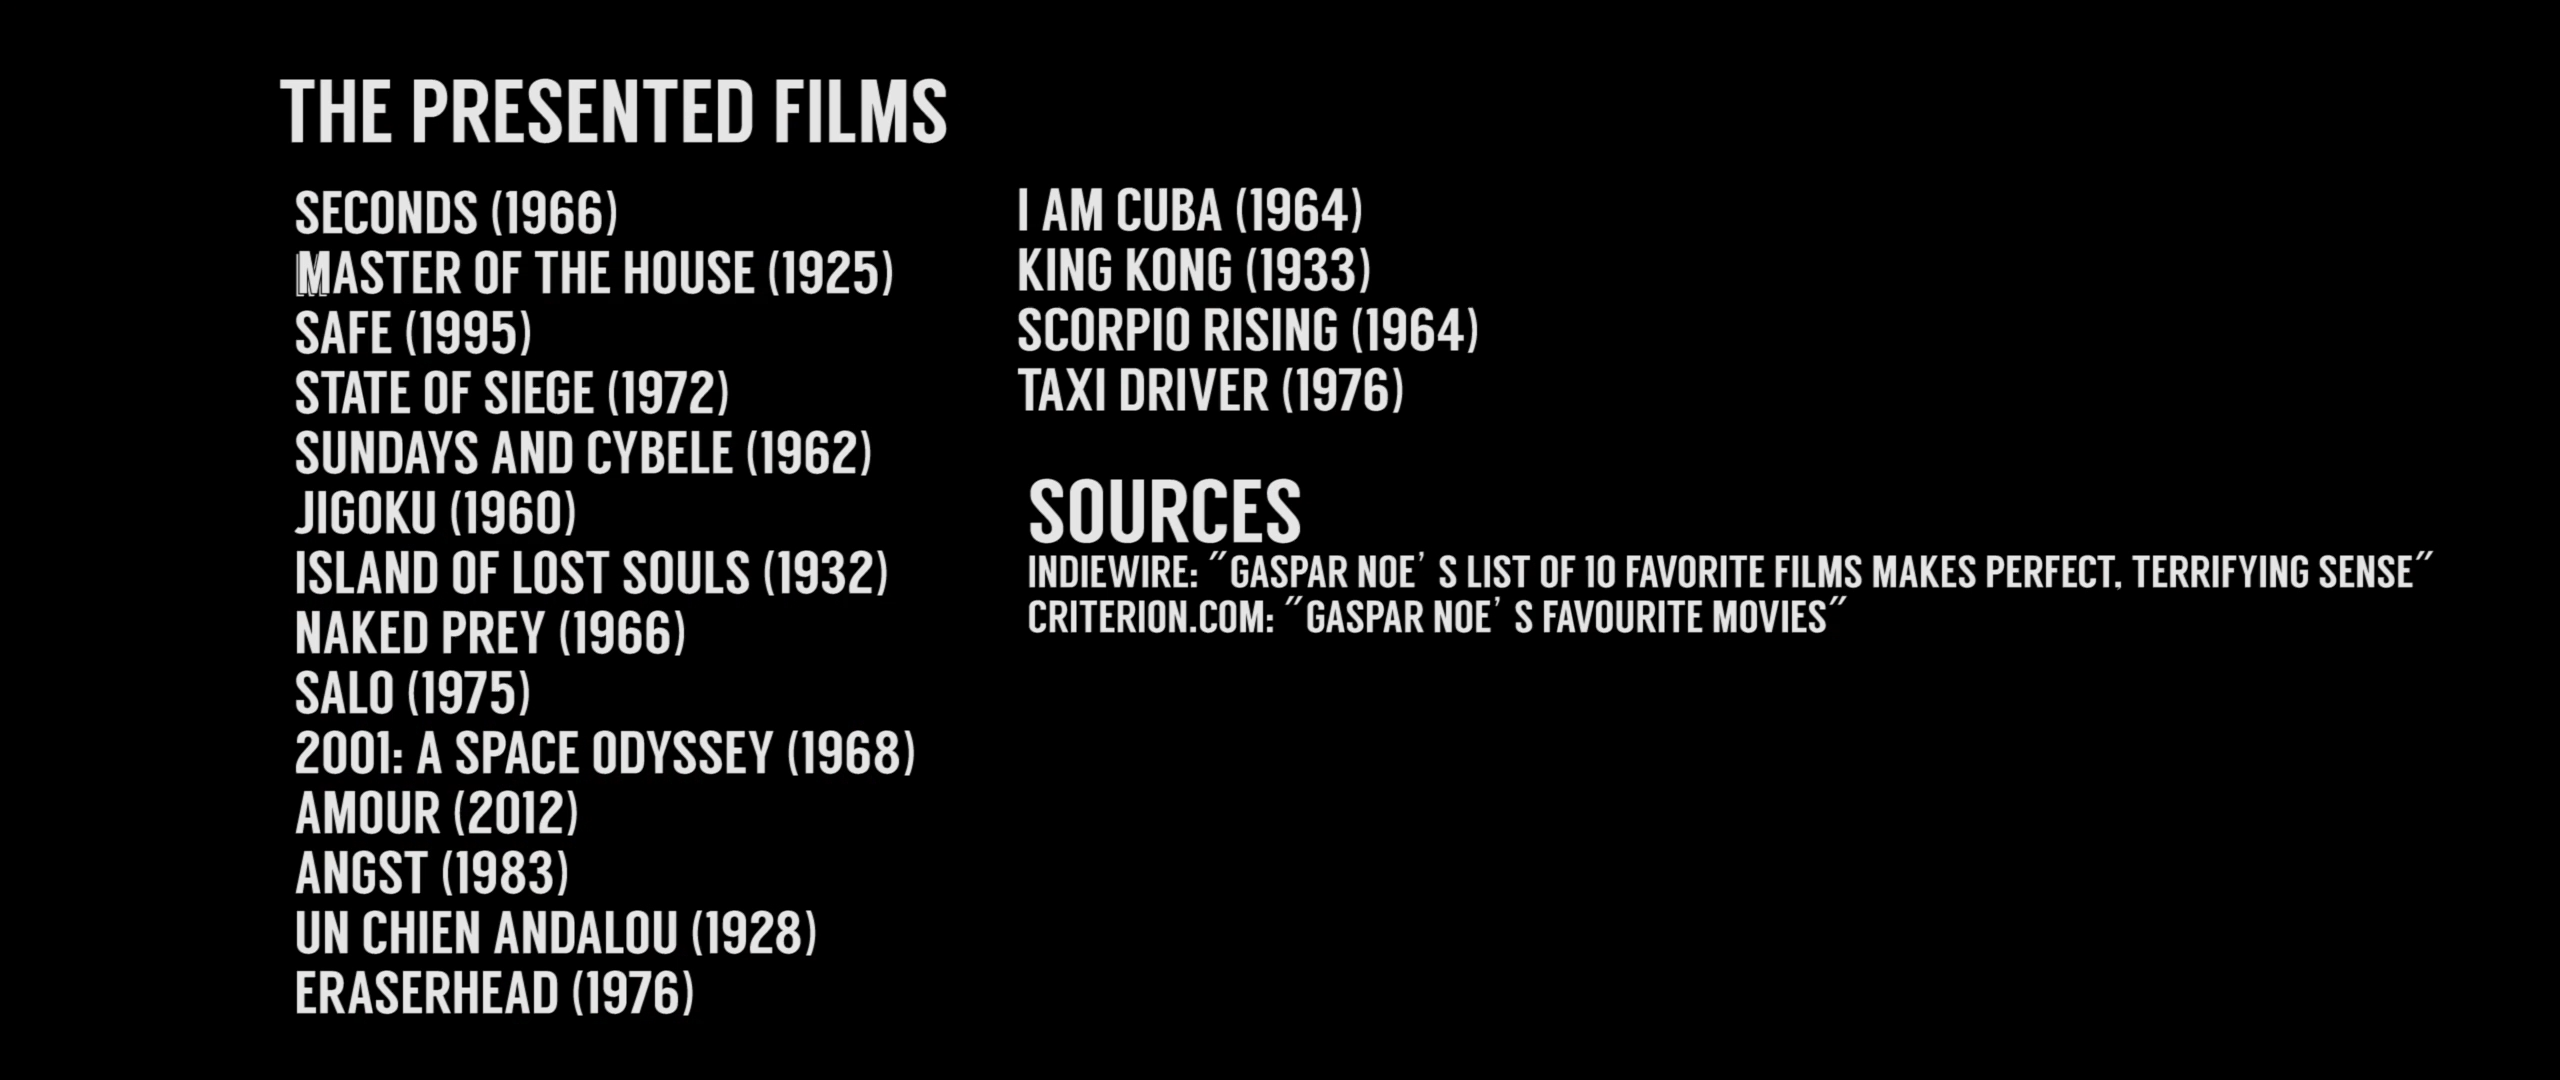 THE PRESENTED FILMS
SECONDS (1966)
MASTER OF THE HOUSE (1925)
SAFE (1995)
STATE OF SIEGE (1972)
SUNDAYS AND CYBELE (1962)
JIGOKU (1960)
ISLAND OF LOST SOULS (1932)
NAKED PREY (1966)
SALO (1975)
2001: A SPACE ODYSSEY (1968)
AMOUR (2012)
ANGST (1983)
UN CHIEN ANDALOU (1928)
ERASERHEAD (1976)
I AM CUBA (1964)
KING KONG (1933)
SCORPIO RISING (1964)
TAXI DRIVER (1976)
SOURCES
INDIEWIRE: "GASPAR NOE' S LIST OF 10 FAVORITE FILMS MAKES PERFECT, TERRIFYING SENSE"
CRITERION.COM: "GASPAR NOE' S FAVOURITE MOVIES"